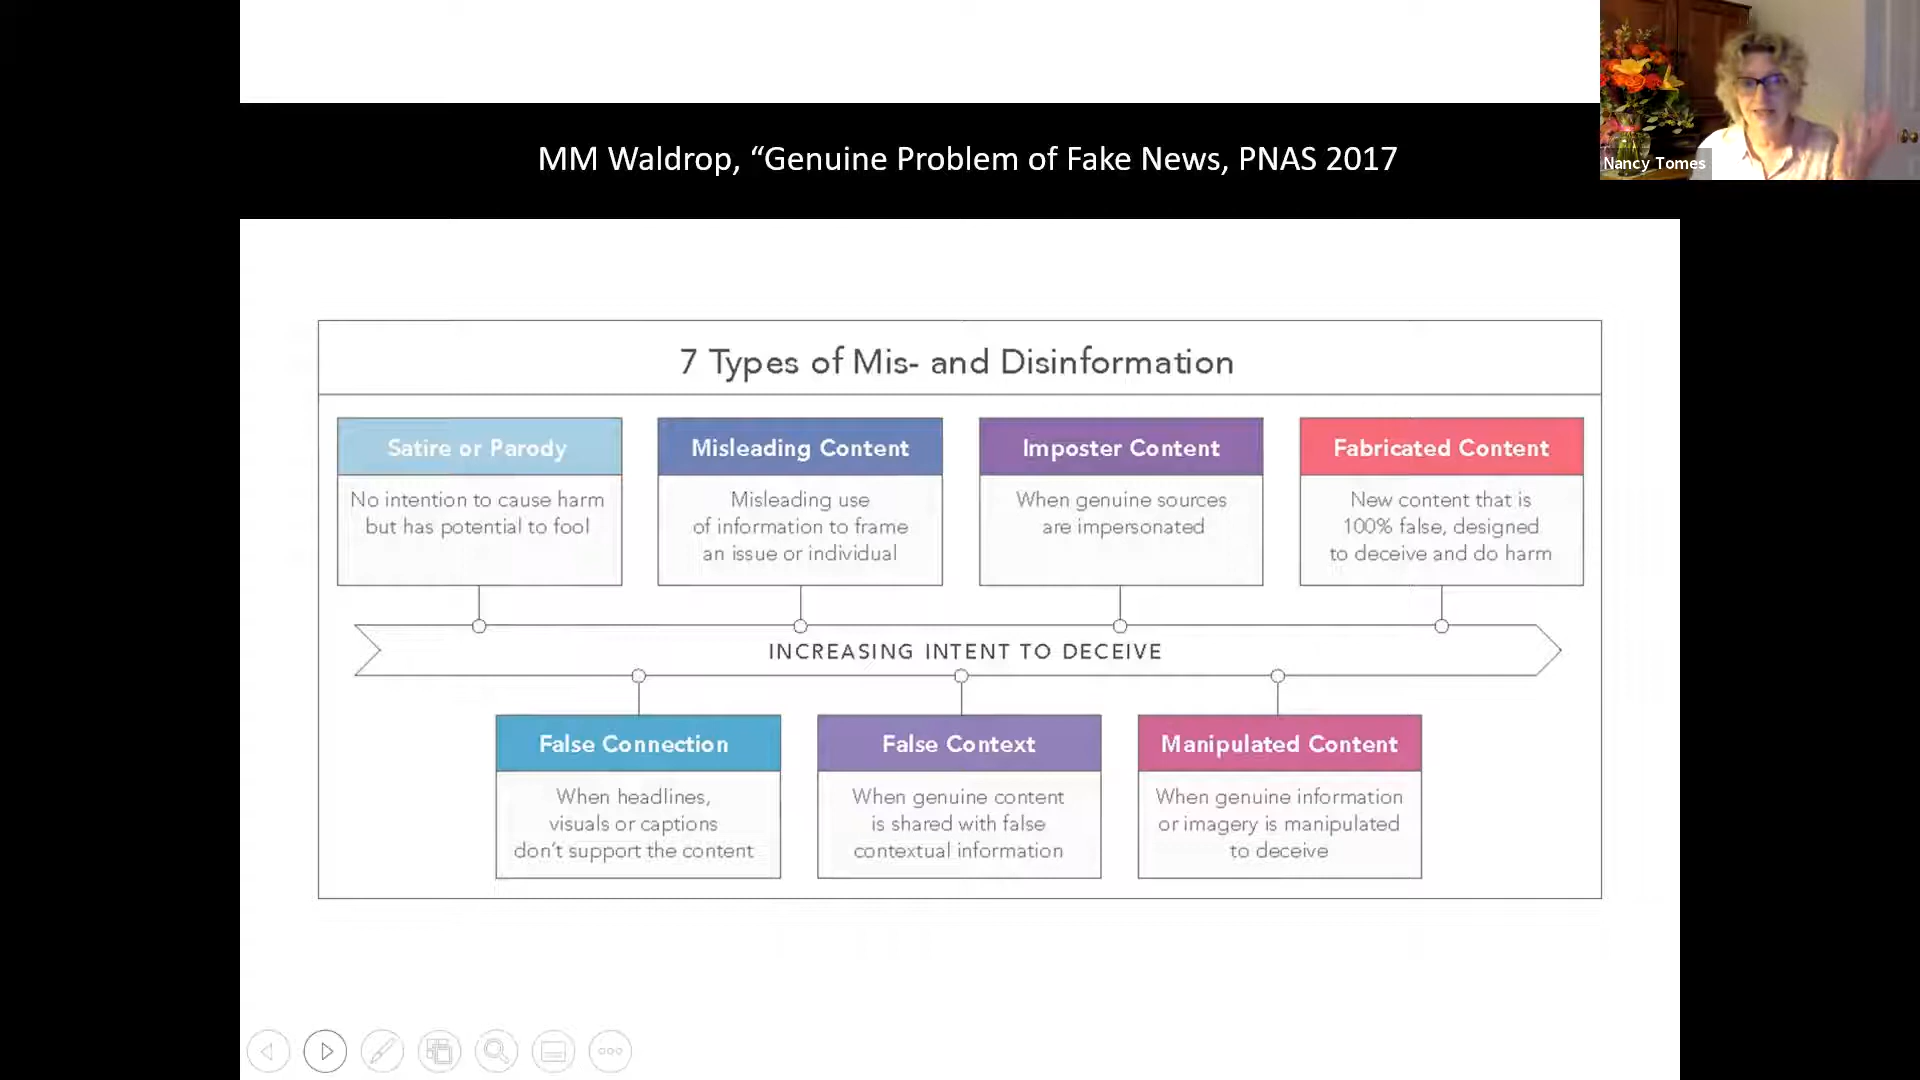 MM Waldrop, “Genuine Problem of Fake News, PNAS 2017
Nancy Tomes
7 Types of Mis- and Disinformation
Satire or Parody
No intention to cause harm
but has potential to fool
Misleading Content
Misleading use
of information to frame
an issue or individual
Imposter Content
When genuine sources
are impersonated
Fabricated Content
New content that is
100% false, designed
to deceive and do harm
INCREASING INTENT TO DECEIVE
False Connection
When headlines,
visuals or captions
don’t support the content
False Context
When genuine content
is shared with false
contextual information
Manipulated Content
When genuine information
or imagery is manipulated
to deceive